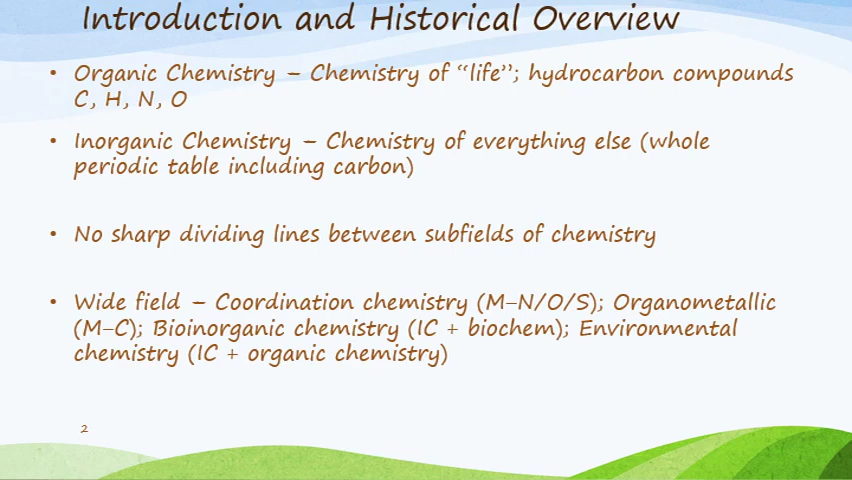 Introduction and Historical Overview
• Organic Chemistry – Chemistry of “life”; hydrocarbon compounds
C, H, N, O
• Inorganic Chemistry – Chemistry of everything else (whole
periodic table including carbon)
• No sharp dividing lines between subfields of chemistry
• Wide field – Coordination chemistry (M–N/O/S); Organometallic
(M–C); Bioinorganic chemistry (IC + biochem); Environmental
chemistry (IC + organic chemistry)
2